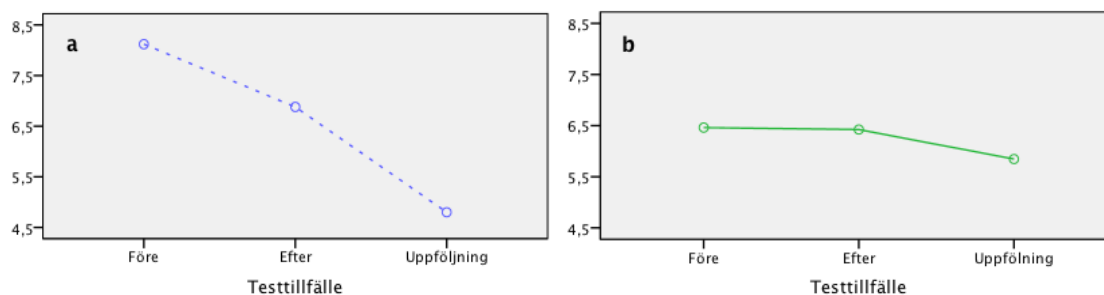 a
8,5
7,5
6,5
5,5
4,5
Före Efter Uppföljning
Testtillfälle
b
8,5
7,5
6,5
5,5
4,5
Före Efter Uppfölning
Testtillfälle